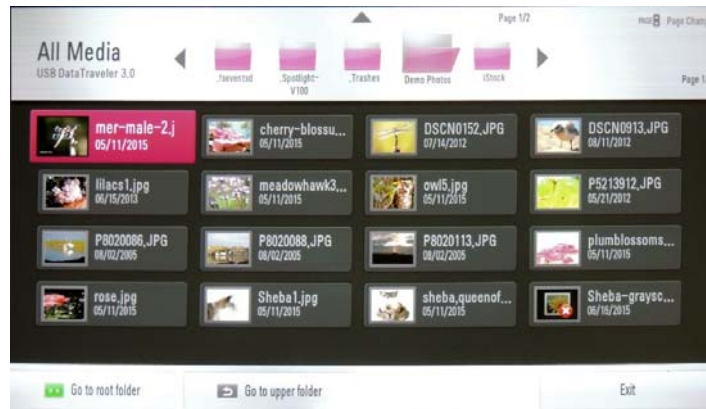 Page 1/2
PAGE Page Chan
All Media
USB DataTraveler 3.0
.fseventsd
.Spotlight-V100
.Trashes
Demo Photos
iStock
Page 1
mer-male-2.j
05/11/2015
cherry-blossu...
05/11/2015
DSCN0152.JPG
07/14/2012
DSCN0913.JPG
08/11/2012
lilacs1.jpg
06/15/2013
meadowhawk3...
05/11/2015
owl5.jpg
05/11/2015
P5213912.JPG
05/21/2012
P8020086.JPG
08/02/2005
P8020088.JPG
08/02/2005
P8020113.JPG
08/02/2005
plumblossoms...
05/11/2015
rose.jpg
05/11/2015
Sheba1.jpg
05/11/2015
sheba,queenof...
05/11/2015
Sheba-graysc...
06/16/2015
Go to root folder
Go to upper folder
Exit